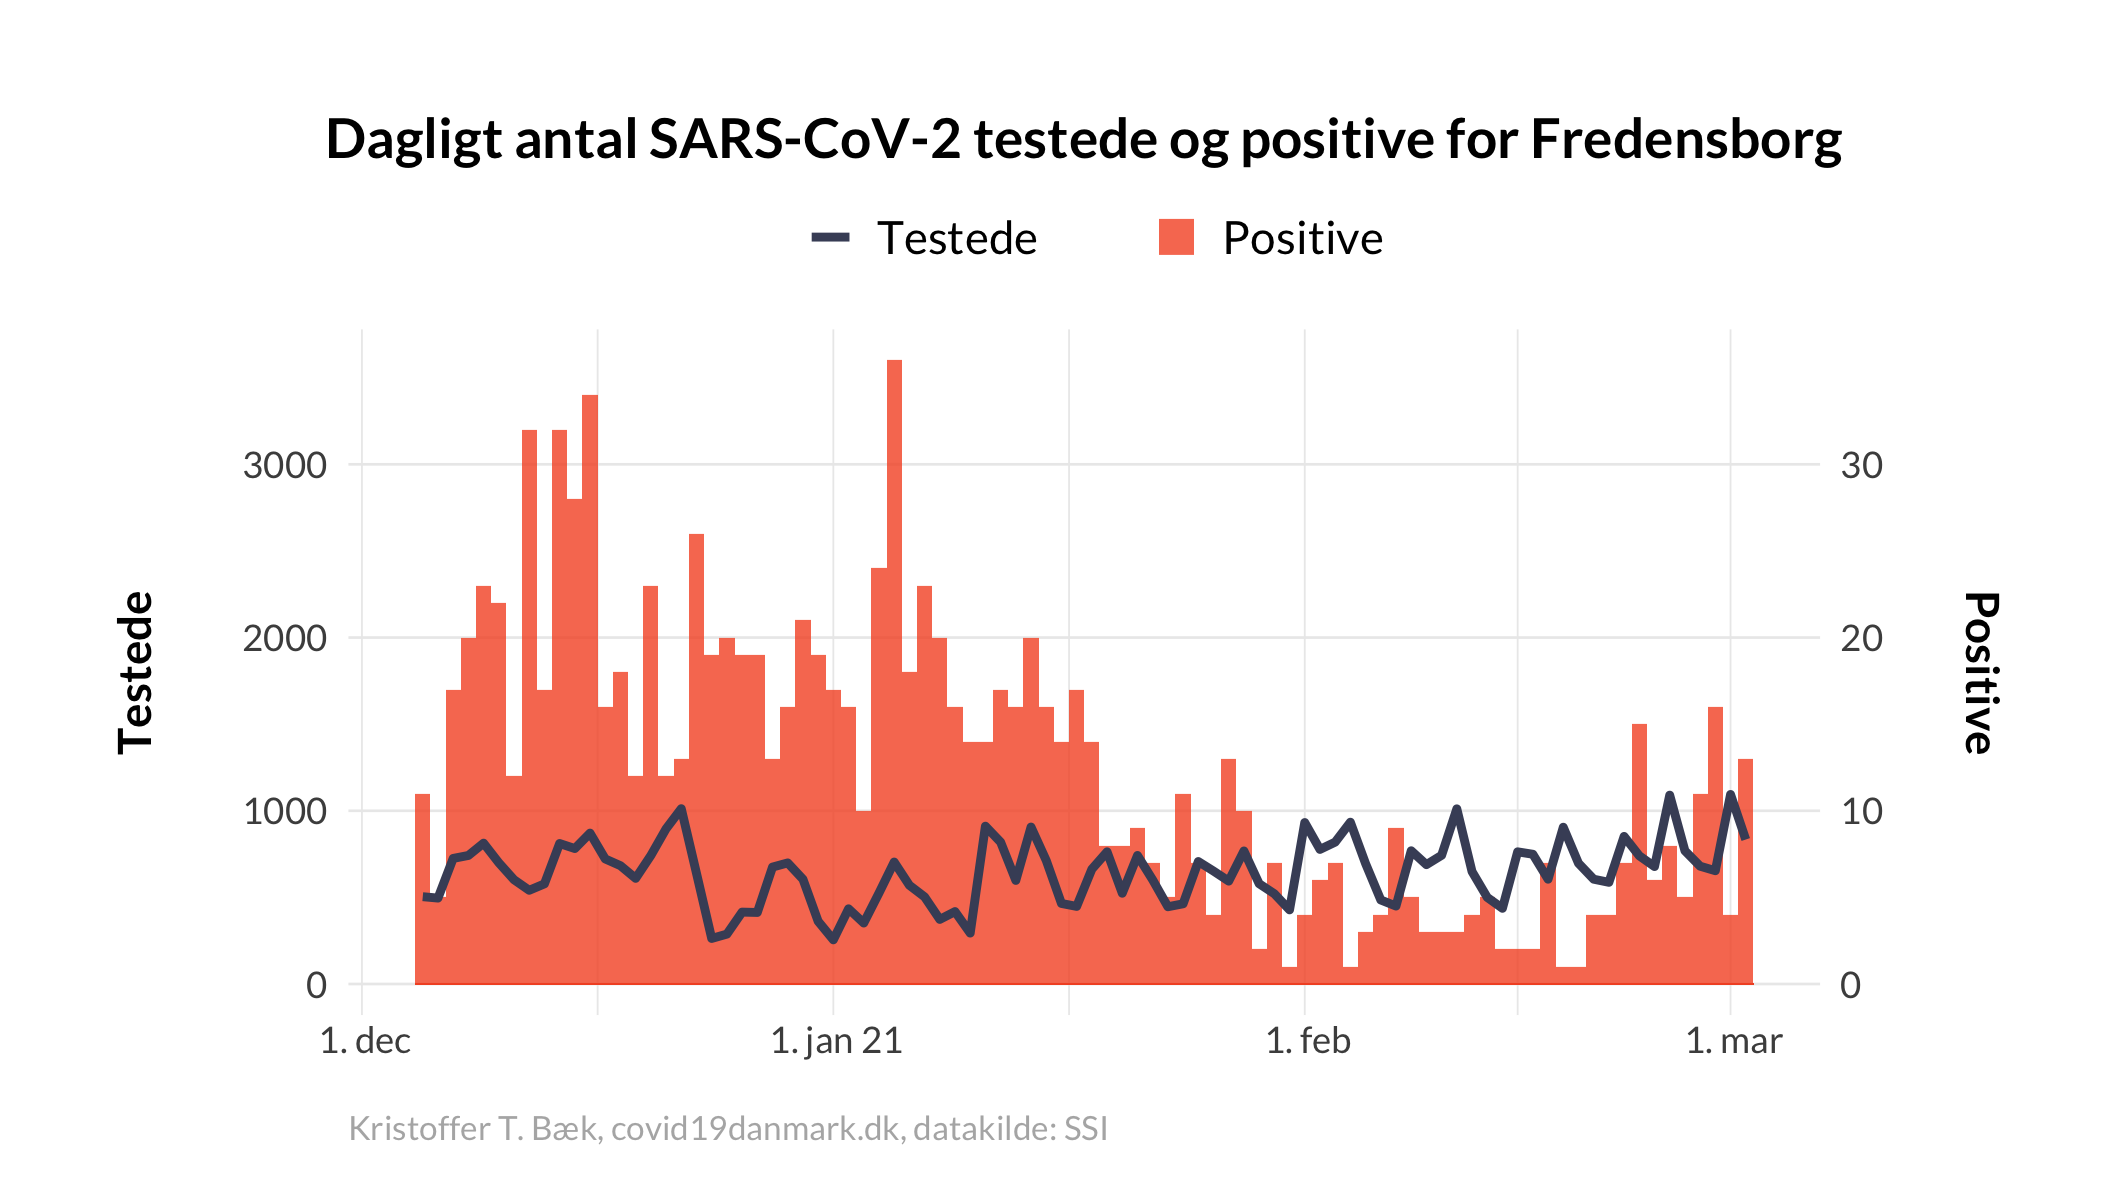 Dagligt antal SARS-CoV-2 testede og positive for Fredensborg
Testede Positive
3000 30
2000 20
1000 10
0 0
Testede
Positive
1. dec 1. jan 21 1. feb 1. mar
Kristoffer T. Bæk, covid19danmark.dk, datakilde: SSI